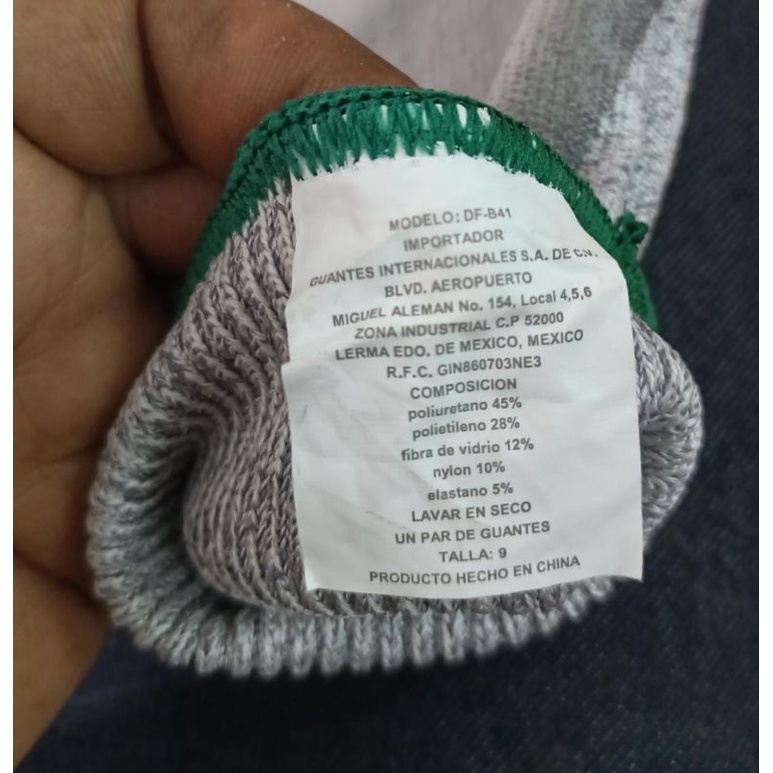 MODELO: DF-B41
IMPORTADOR
GUANTES INTERNACIONALES S.A. DE C.V.
BLVD. AEROPUERTO
MIGUEL ALEMAN No. 154, Local 4,5,6
ZONA INDUSTRIAL C.P 52000
LERMA EDO. DE MEXICO, MEXICO
R.F.C. GIN860703NE3
COMPOSICION
poliuretano 45%
polietileno 28%
fibra de vidrio 12%
nylon 10%
elastano 5%
LAVAR EN SECO
UN PAR DE GUANTES
TALLA: 9
PRODUCTO HECHO EN CHINA